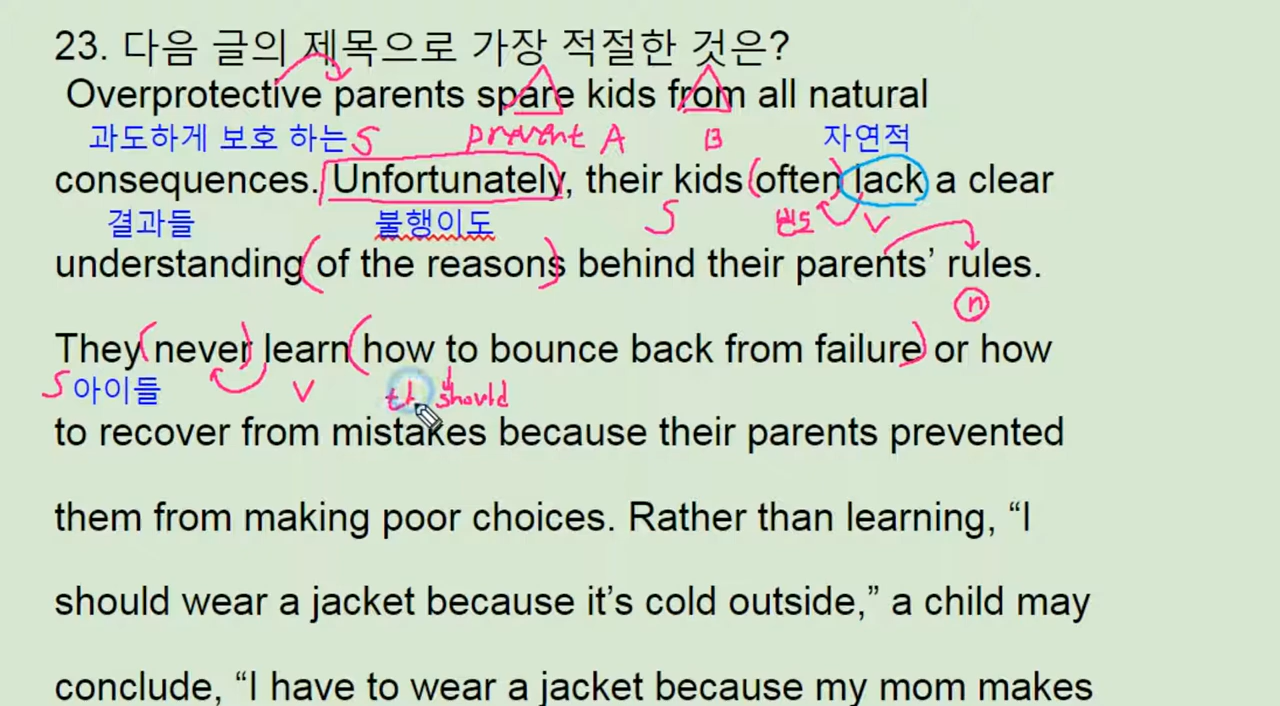 23. 다음 글의 제목으로 가장 적절한 것은?
Overprotective parents spare kids from all natural
과도하게 보호 하는 S prevent A B 자연적
consequences. Unfortunately, their kids often lack a clear
결과들 불행이도 S 빈도 V
understanding of the reasons behind their parents’ rules.
n
They never learn how to bounce back from failure or how
S 아이들 V should
to recover from mistakes because their parents prevented
them from making poor choices. Rather than learning, “I
should wear a jacket because it’s cold outside,” a child may
conclude, “I have to wear a jacket because my mom makes